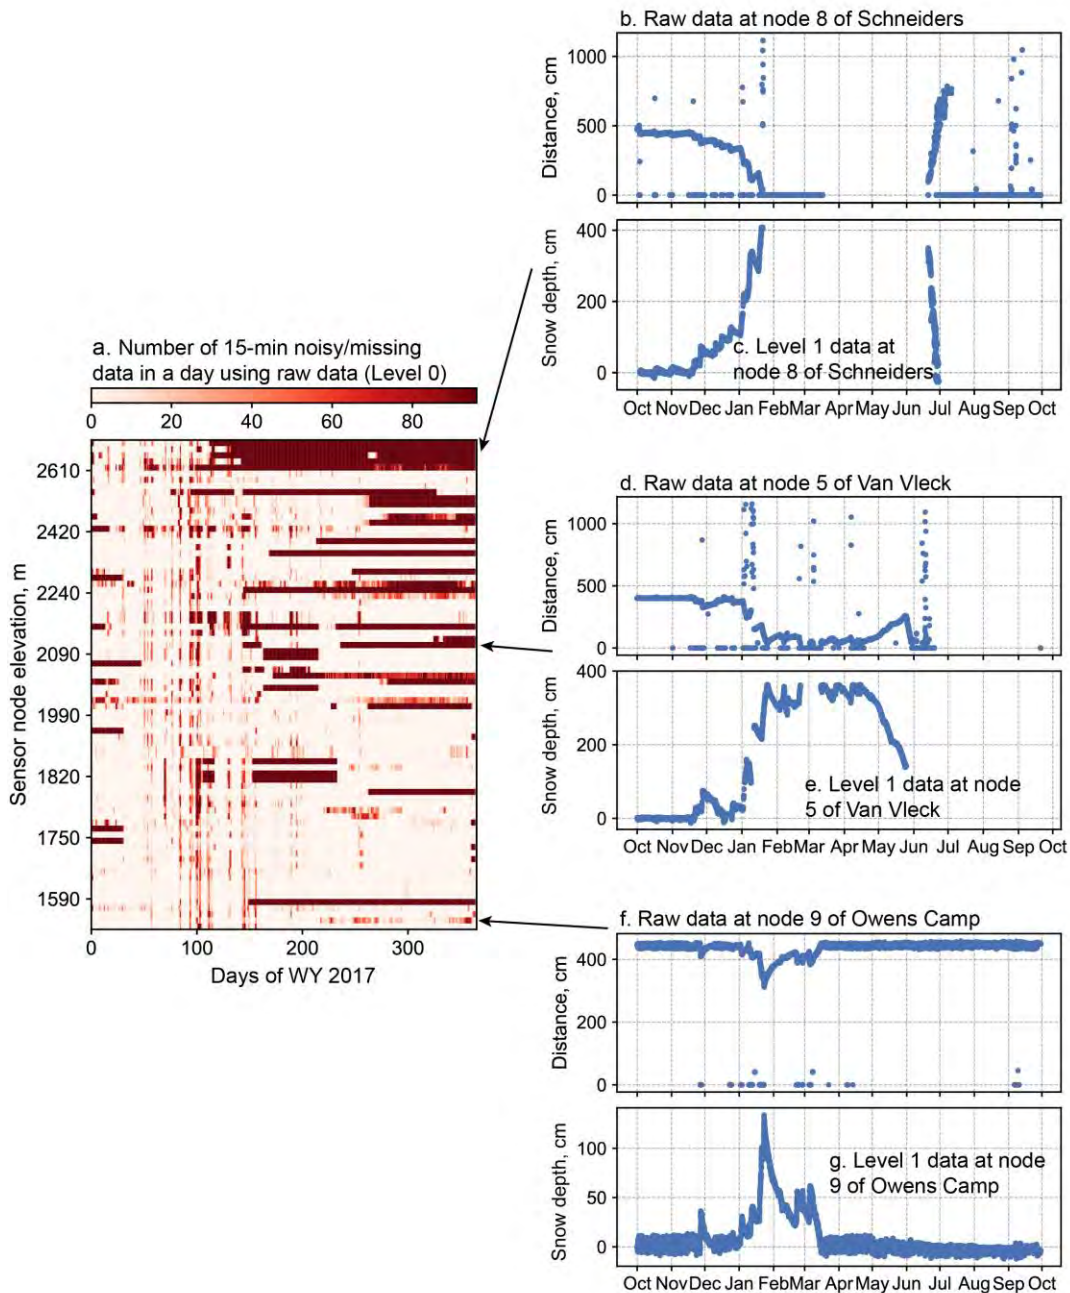 b. Raw data at node 8 of Schneiders
1000
500
0
Distance, cm
400
200
0
Snow depth, cm
c. Level 1 data at
node 8 of Schneiders
Oct Nov Dec Jan Feb Mar Apr May Jun Jul Aug Sep Oct
a. Number of 15-min noisy/missing
data in a day using raw data (Level 0)
0 20 40 60 80
2610
2420
2240
2090
1990
1820
1750
1590
Sensor node elevation, m
0 100 200 300
Days of WY 2017
d. Raw data at node 5 of Van Vleck
1000
500
0
Distance, cm
400
200
0
Snow depth, cm
e. Level 1 data at node
5 of Van Vleck
Oct Nov Dec Jan Feb Mar Apr May Jun Jul Aug Sep Oct
f. Raw data at node 9 of Owens Camp
400
200
0
Distance, cm
100
50
0
Snow depth, cm
g. Level 1 data at node
9 of Owens Camp
Oct Nov Dec Jan Feb Mar Apr May Jun Jul Aug Sep Oct